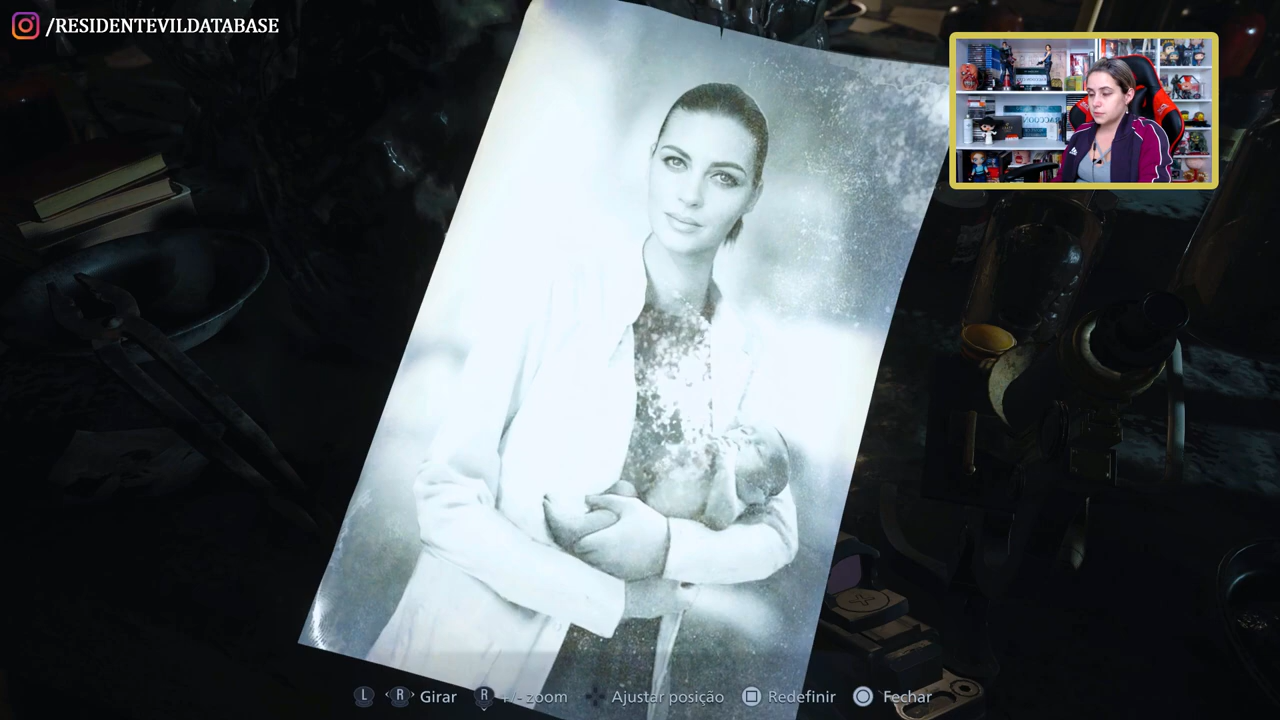 /RESIDENTEVILDATABASE
L R Girar R +/- zoom Ajustar posição Redefinir Fechar